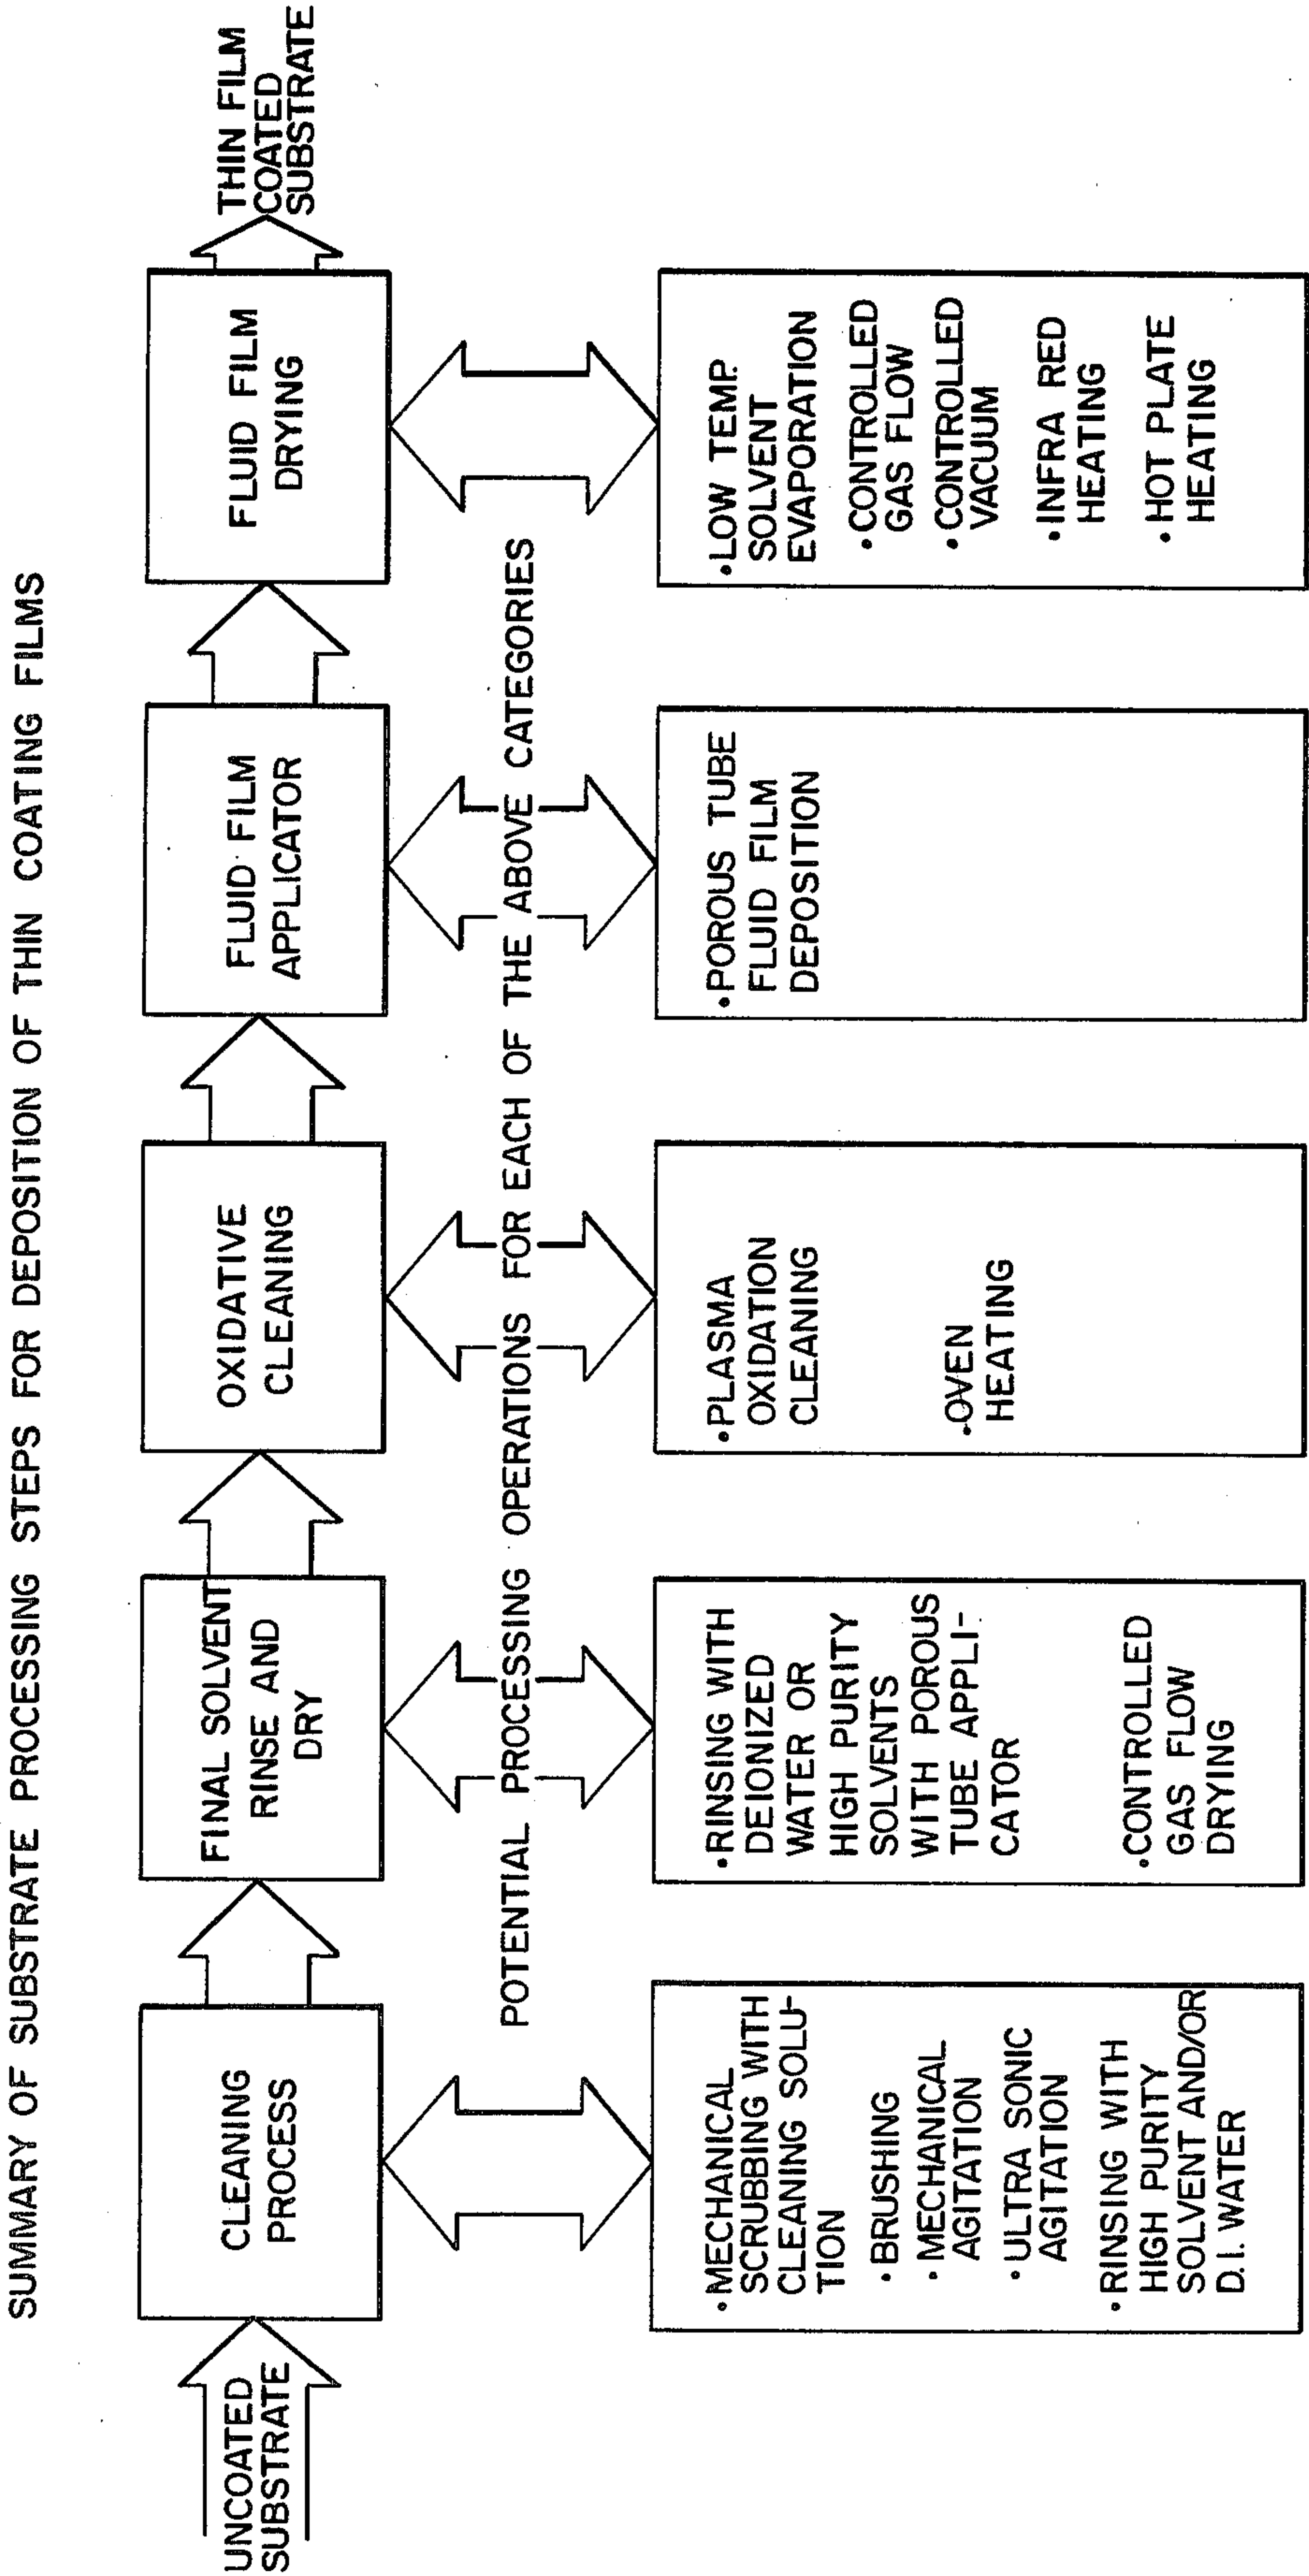 SUMMARY OF SUBSTRATE PROCESSING STEPS FOR DEPOSITION OF THIN COATING FILMS
UNCOATED
SUBSTRATE
CLEANING
PROCESS
FINAL SOLVENT
RINSE AND
DRY
OXIDATIVE
CLEANING
FLUID FILM
APPLICATOR
FLUID FILM
DRYING
THIN FILM
COATED
SUBSTRATE
POTENTIAL PROCESSING OPERATIONS FOR EACH OF THE ABOVE CATEGORIES
•MECHANICAL
SCRUBBING WITH
CLEANING SOLU-
TION
•BRUSHING
•MECHANICAL
AGITATION
•ULTRA SONIC
AGITATION
•RINSING WITH
HIGH PURITY
SOLVENT AND/OR
D.I. WATER
•RINSING WITH
DEIONIZED
WATER OR
HIGH PURITY
SOLVENTS
WITH POROUS
TUBE APPLI-
CATOR
•CONTROLLED
GAS FLOW
DRYING
•PLASMA
OXIDATION
CLEANING
•OVEN
HEATING
•POROUS TUBE
FLUID FILM
DEPOSITION
•LOW TEMP.
SOLVENT
EVAPORATION
•CONTROLLED
GAS FLOW
•CONTROLLED
VACUUM
•INFRA RED
HEATING
•HOT PLATE
HEATING